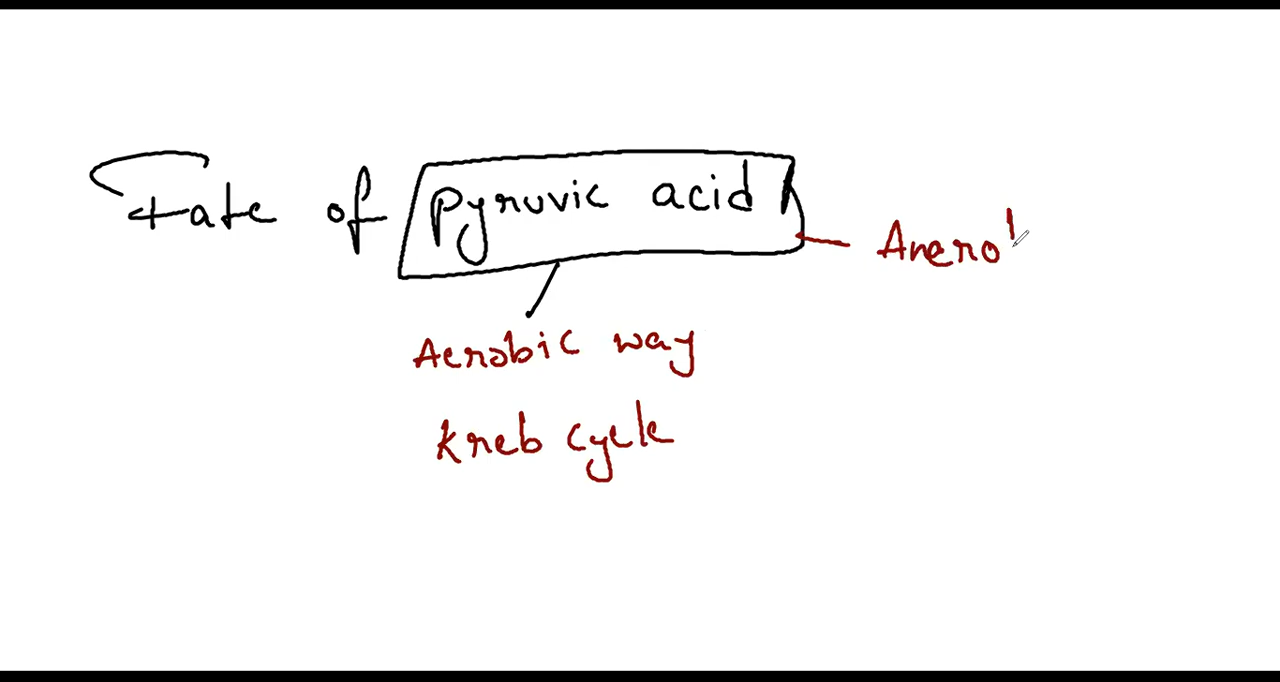 Fate of pyruvic acid
Anero
Aerobic way
Kreb cycle